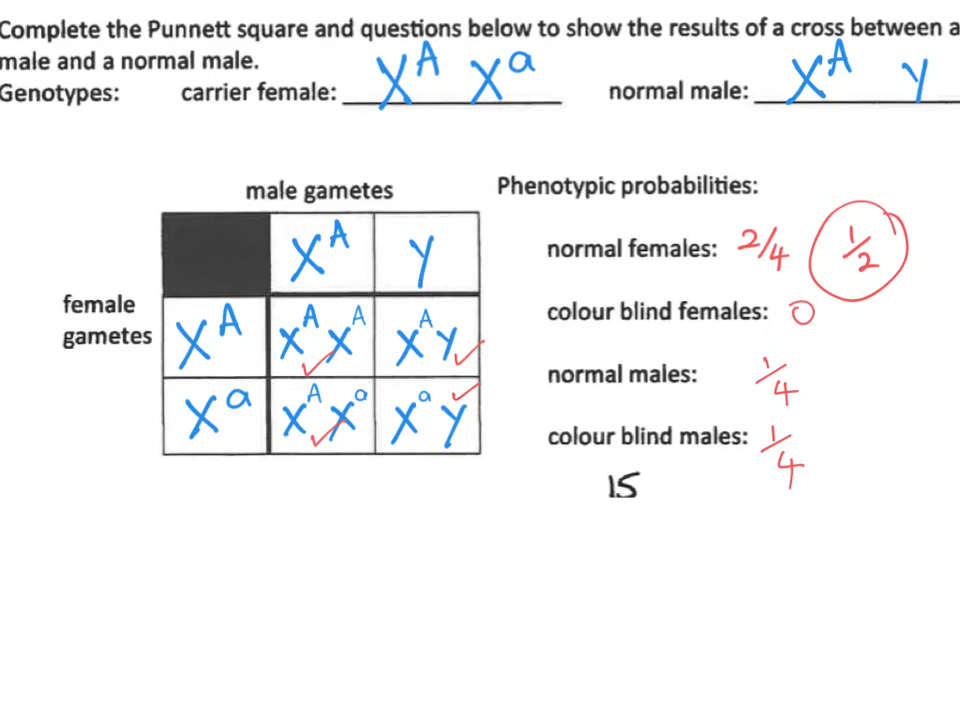 Complete the Punnett square and questions below to show the results of a cross between a
male and a normal male.
Genotypes: carrier female: X^A X^a normal male: X^A Y
male gametes
Phenotypic probabilities:
X^A Y
normal females: 2/4 1/2
female
gametes
X^A X^A X^A X^A Y
colour blind females: 0
normal males: 1/4
X^a X^A X^a X^a Y
colour blind males: 1/4
15